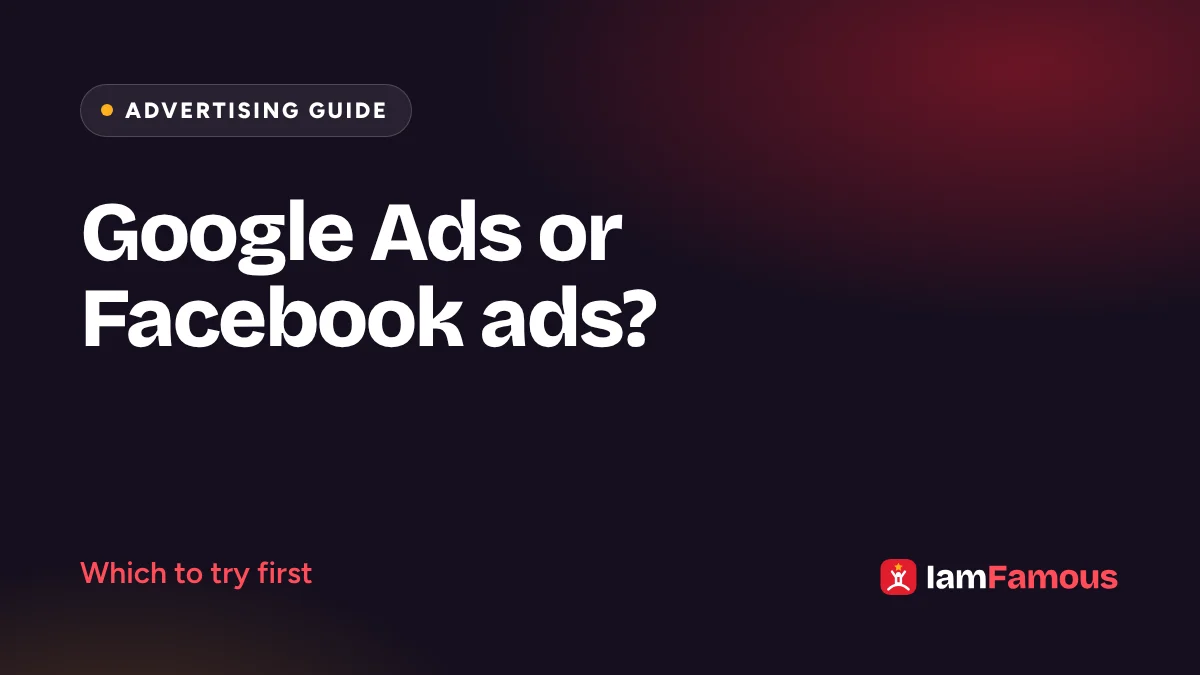 ADVERTISING GUIDE
Google Ads or
Facebook ads?
Which to try first
IamFamous